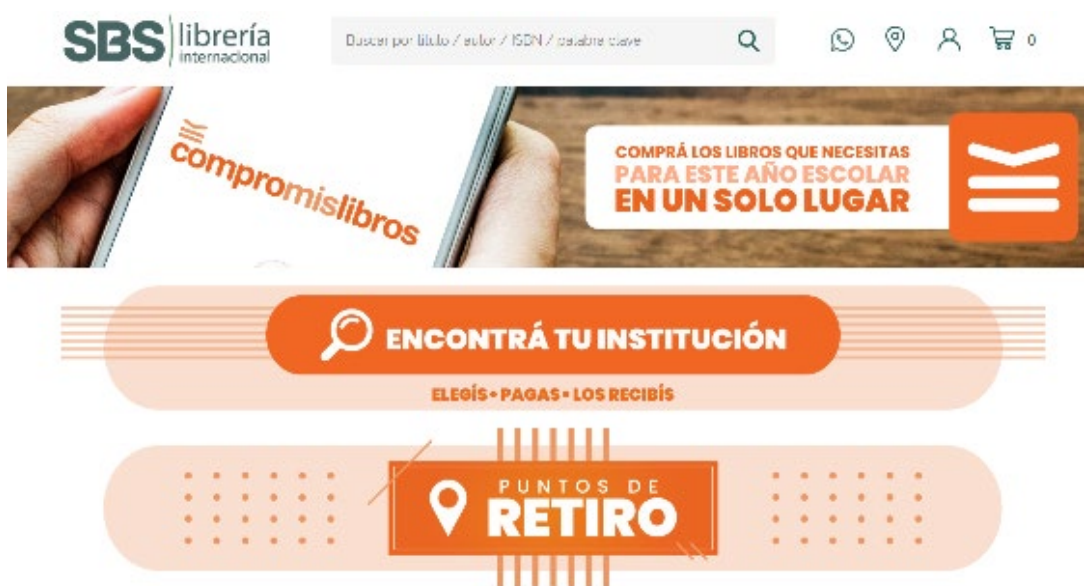 SBS librería
internacional
Buscar por título / autor / ISBN / palabra clave
0
compromislibros
COMPRÁ LOS LIBROS QUE NECESITAS
PARA ESTE AÑO ESCOLAR
EN UN SOLO LUGAR
ENCONTRÁ TU INSTITUCIÓN
ELEGÍS • PAGAS • LOS RECIBÍS
PUNTOS DE
RETIRO